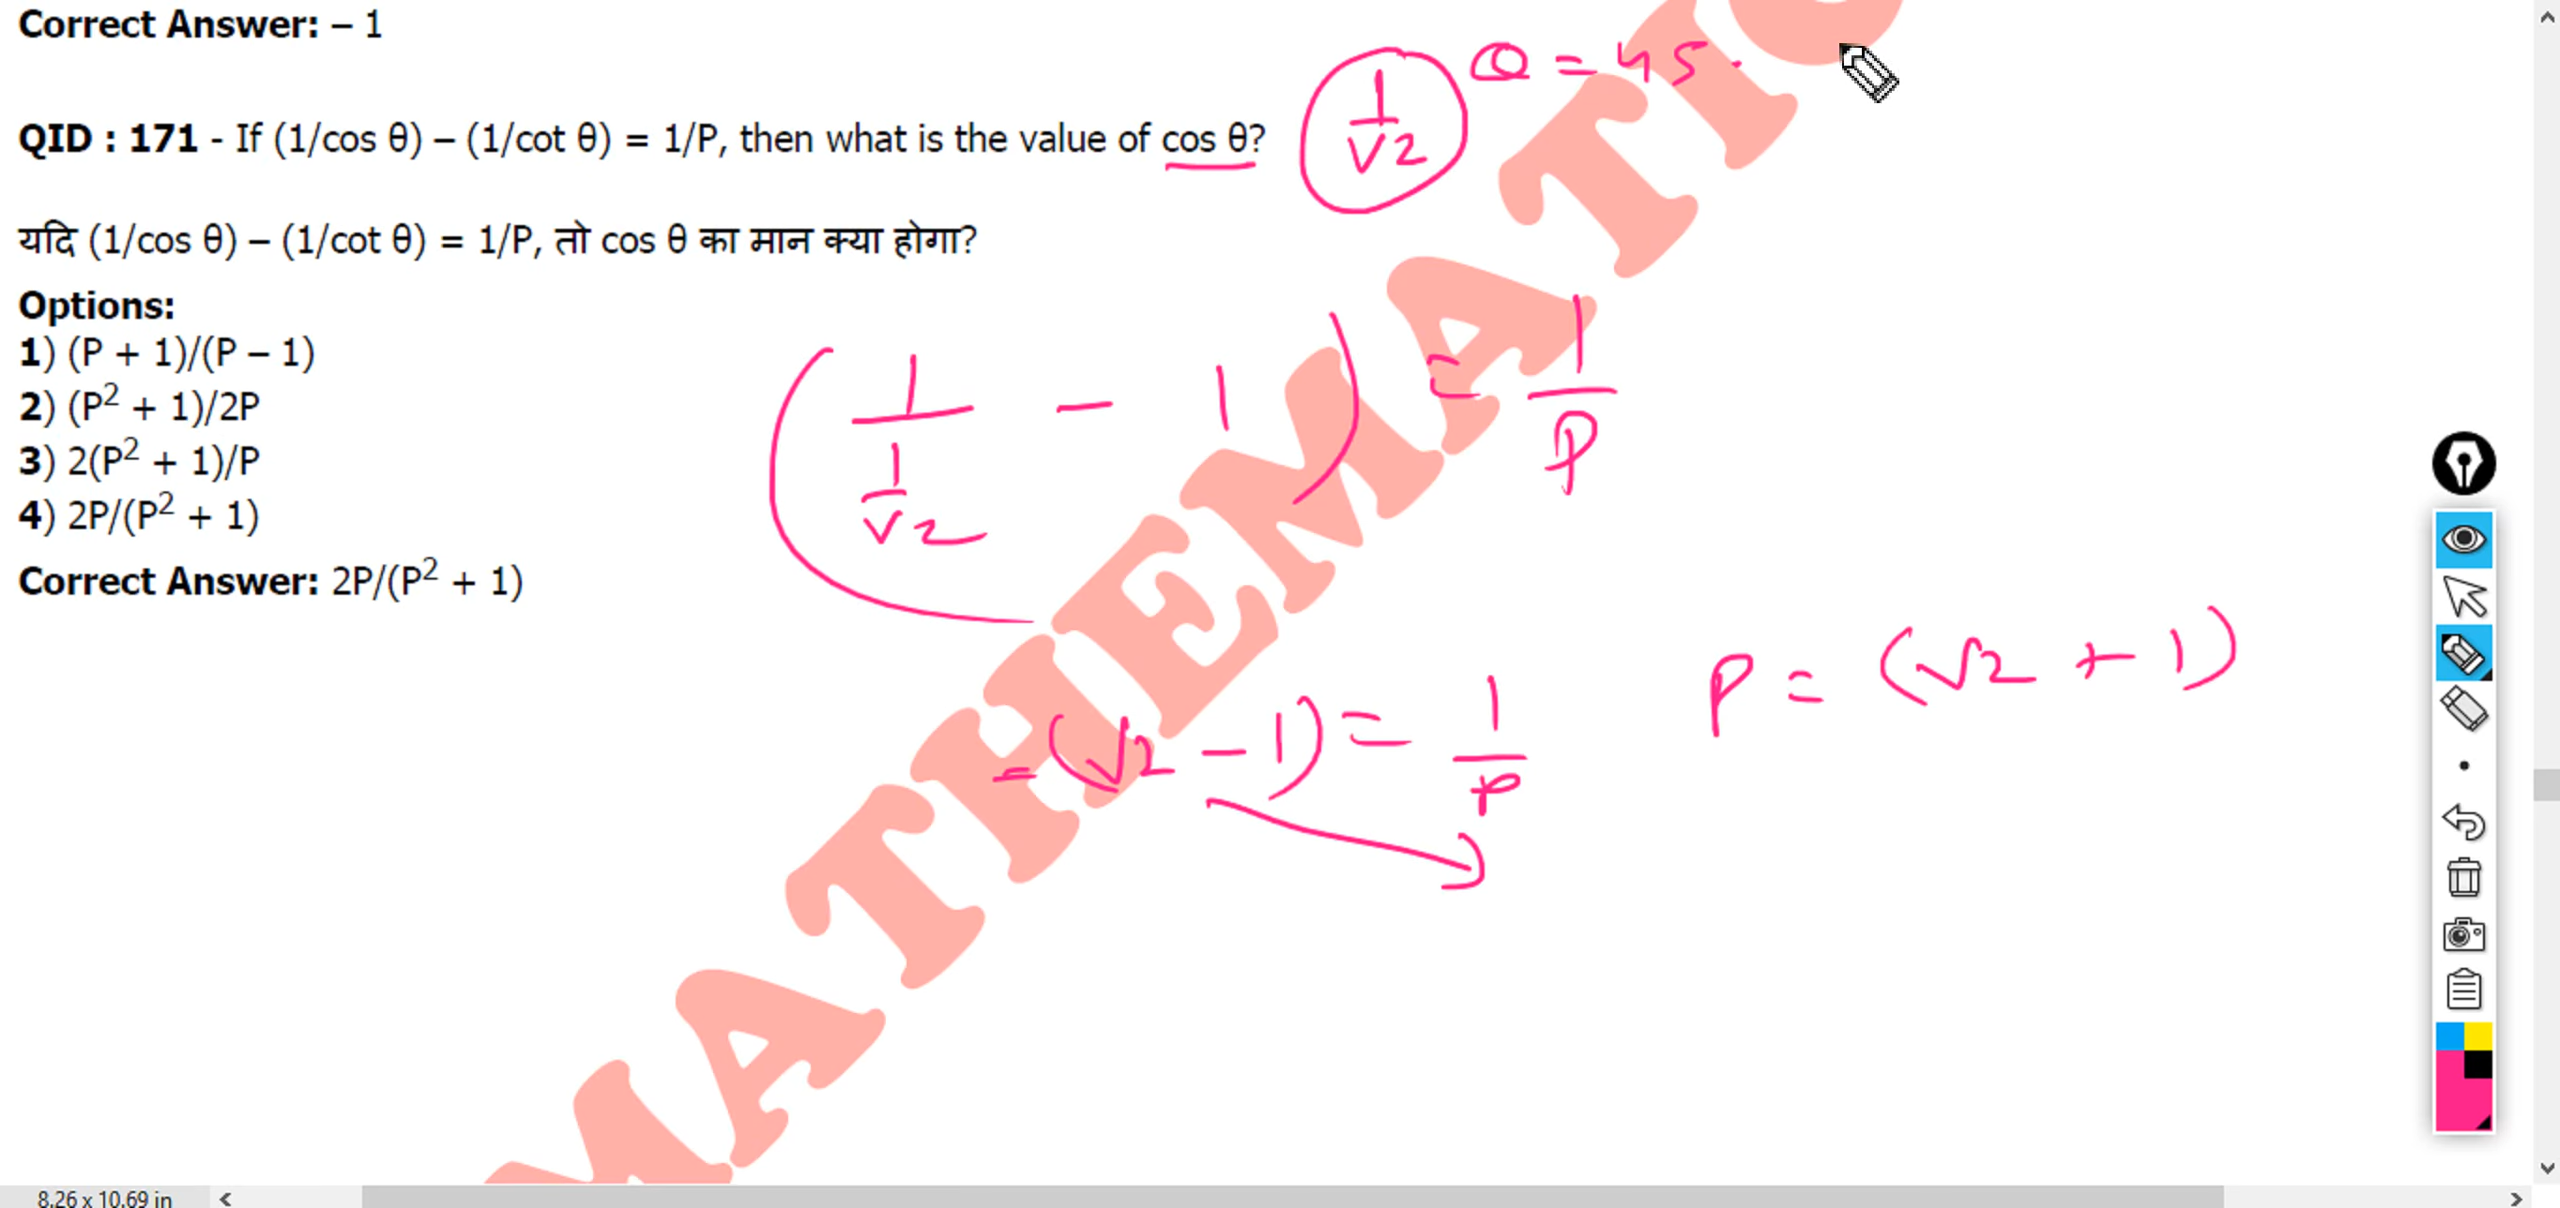 Correct Answer: – 1
QID : 171 - If (1/cos θ) – (1/cot θ) = 1/P, then what is the value of cos θ?
1/√2
θ = 45°
यदि (1/cos θ) – (1/cot θ) = 1/P, तो cos θ का मान क्या होगा?
Options:
1) (P + 1)/(P – 1)
2) (P² + 1)/2P
3) 2(P² + 1)/P
4) 2P/(P² + 1)
Correct Answer: 2P/(P² + 1)
(1/(1/√2) – 1) = 1/P
= (√2 – 1) = 1/P
P = (√2 + 1)
MATHEMATIC
8.26 x 10.69 in